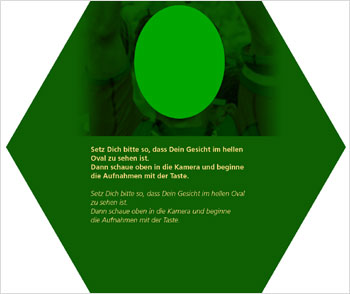 Setz Dich bitte so, dass Dein Gesicht im hellen
Oval zu sehen ist.
Dann schaue oben in die Kamera und beginne
die Aufnahmen mit der Taste.
Setz Dich bitte so, dass Dein Gesicht im hellen Oval
zu sehen ist.
Dann schaue oben in die Kamera und beginne
die Aufnahmen mit der Taste.